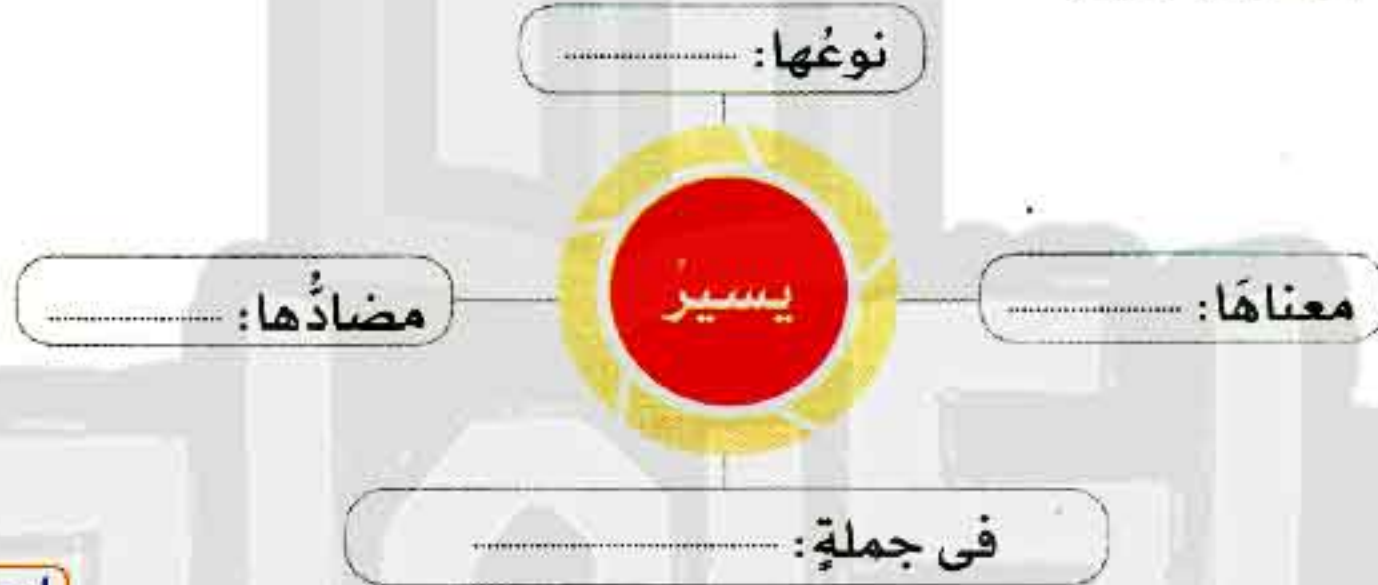 نوعُها: ..................
معناهَا: ..................
يسيرُ
مضادُّها: ..................
فى جملةٍ: ..................